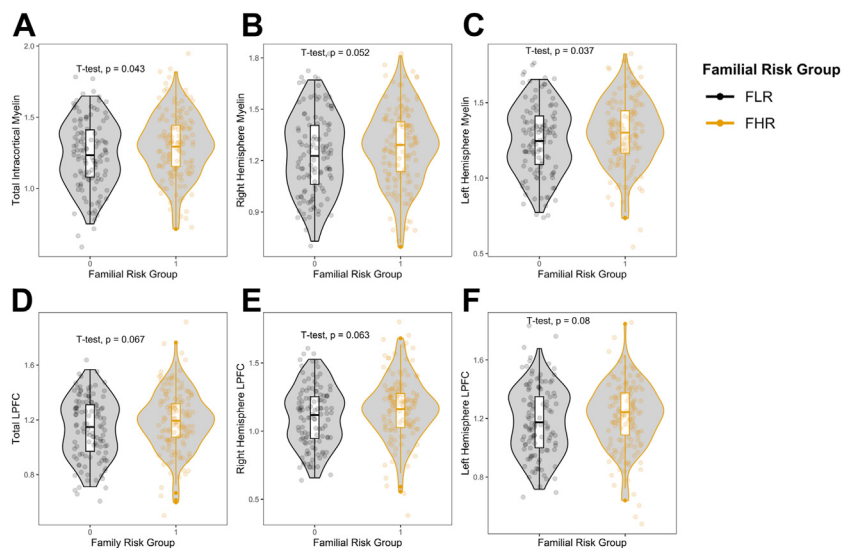 A
B
C
T-test, p = 0.043
T-test, p = 0.052
T-test, p = 0.037
Total Intracortical Myelin
2.0
1.5
1.0
0
1
Familial Risk Group
Right Hemisphere Myelin
1.8
1.5
1.2
0.9
0
1
Familial Risk Group
Left Hemisphere Myelin
1.5
1.0
0.5
0
1
Familial Risk Group
Familial Risk Group
FLR
FHR
D
E
F
T-test, p = 0.067
T-test, p = 0.063
T-test, p = 0.08
Total LPFC
1.6
1.2
0.8
0
1
Family Risk Group
Right Hemisphere LPFC
1.5
1.0
0.5
0
1
Familial Risk Group
Left Hemisphere LPFC
1.6
1.2
0.8
0
1
Familial Risk Group